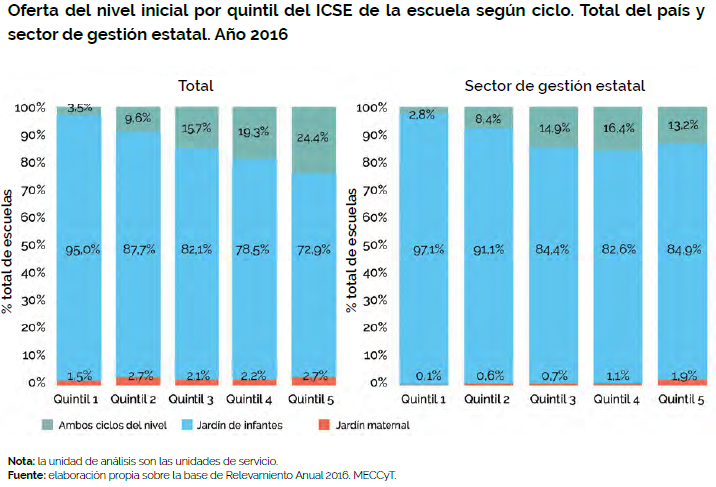 Oferta del nivel inicial por quintil del ICSE de la escuela según ciclo. Total del país y
sector de gestión estatal. Año 2016
Total
% total de escuelas
100%
90%
80%
70%
60%
50%
40%
30%
20%
10%
0%
3,5%
9,6%
15,7%
19,3%
24,4%
95,0%
87,7%
82,1%
78,5%
72,9%
1,5%
2,7%
2,1%
2,2%
2,7%
Quintil 1
Quintil 2
Quintil 3
Quintil 4
Quintil 5
Sector de gestión estatal
% total de escuelas
100%
90%
80%
70%
60%
50%
40%
30%
20%
10%
0%
2,8%
8,4%
14,9%
16,4%
13,2%
97,1%
91,1%
84,4%
82,6%
84,9%
0,1%
0,6%
0,7%
1,1%
1,9%
Quintil 1
Quintil 2
Quintil 3
Quintil 4
Quintil 5
Ambos ciclos del nivel
Jardín de infantes
Jardín maternal
Nota: la unidad de análisis son las unidades de servicio.
Fuente: elaboración propia sobre la base de Relevamiento Anual 2016. MECCyT.